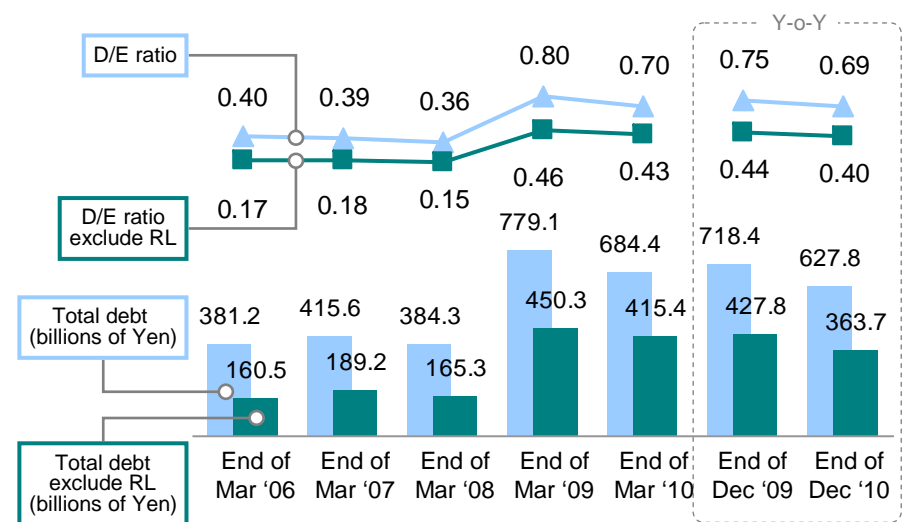 Y-o-Y
D/E ratio
0.40
0.39
0.36
0.80
0.70
0.75
0.69
D/E ratio
exclude RL
0.17
0.18
0.15
0.46
0.43
0.44
0.40
Total debt
(billions of Yen)
381.2
415.6
384.3
779.1
684.4
718.4
627.8
160.5
189.2
165.3
450.3
415.4
427.8
363.7
Total debt
exclude RL
(billions of Yen)
End of
Mar ‘06
End of
Mar ‘07
End of
Mar ‘08
End of
Mar ‘09
End of
Mar ‘10
End of
Dec ‘09
End of
Dec ‘10